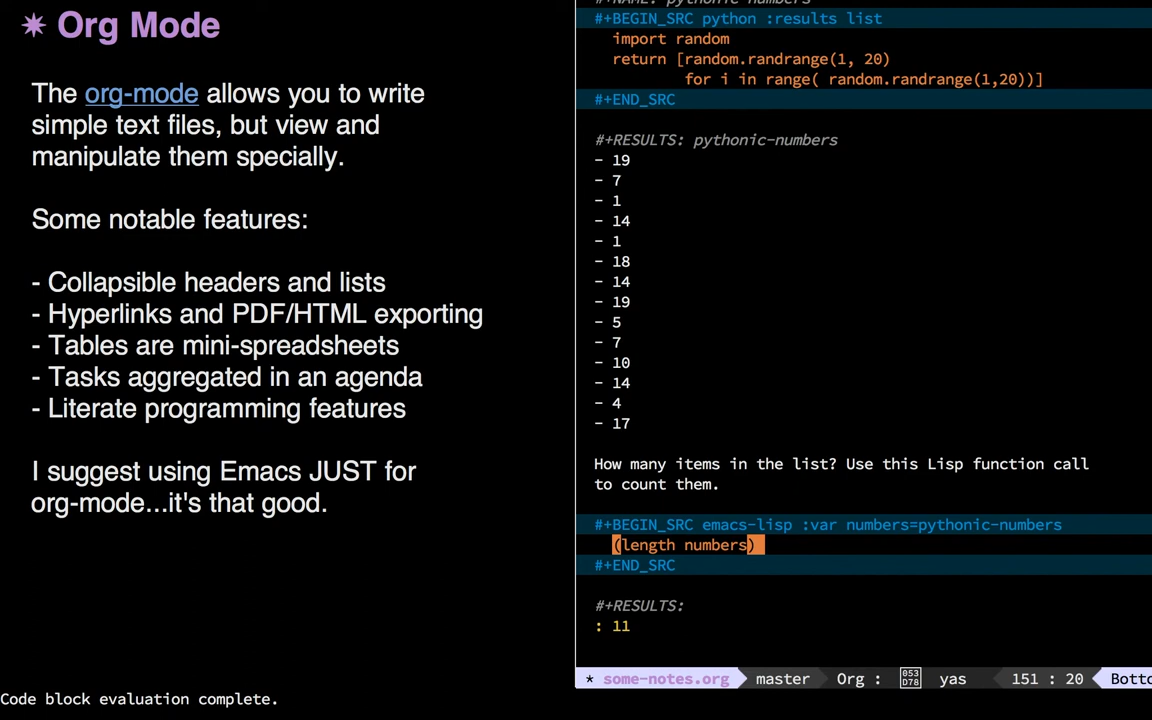 ✷ Org Mode
The org-mode allows you to write
simple text files, but view and
manipulate them specially.
Some notable features:
- Collapsible headers and lists
- Hyperlinks and PDF/HTML exporting
- Tables are mini-spreadsheets
- Tasks aggregated in an agenda
- Literate programming features
I suggest using Emacs JUST for
org-mode...it's that good.
#+NAME: pythonic-numbers
#+BEGIN_SRC python :results list
import random
return [random.randrange(1, 20)
for i in range( random.randrange(1,20))]
#+END_SRC
#+RESULTS: pythonic-numbers
- 19
- 7
- 1
- 14
- 1
- 18
- 14
- 19
- 5
- 7
- 10
- 14
- 4
- 17
How many items in the list? Use this Lisp function call
to count them.
#+BEGIN_SRC emacs-lisp :var numbers=pythonic-numbers
(length numbers)
#+END_SRC
#+RESULTS:
: 11
* some-notes.org master Org : 053 D78 yas 151 : 20 Botto
Code block evaluation complete.